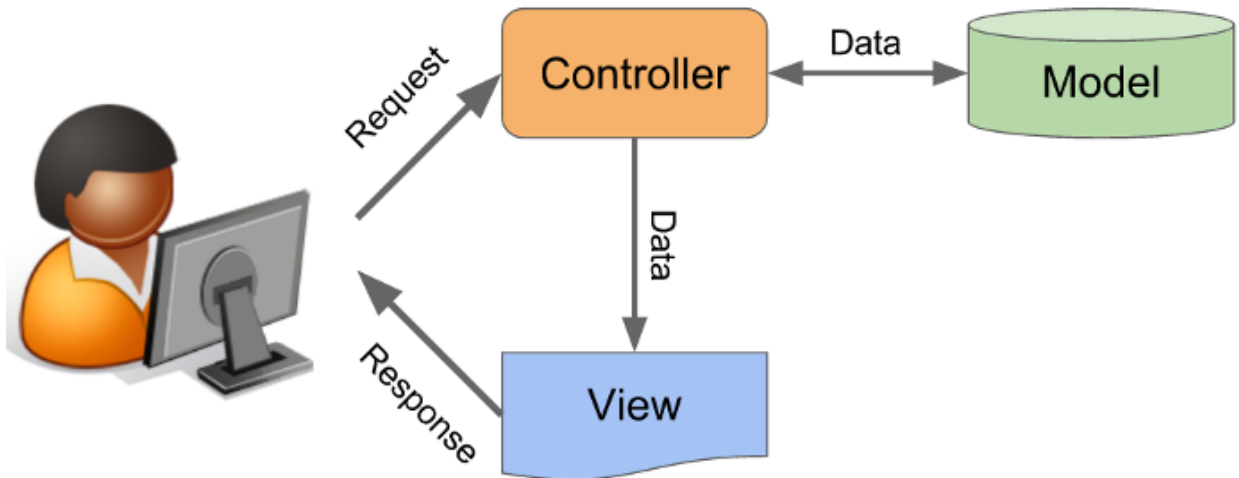 Request
Controller
Data
Model
Data
Response
View